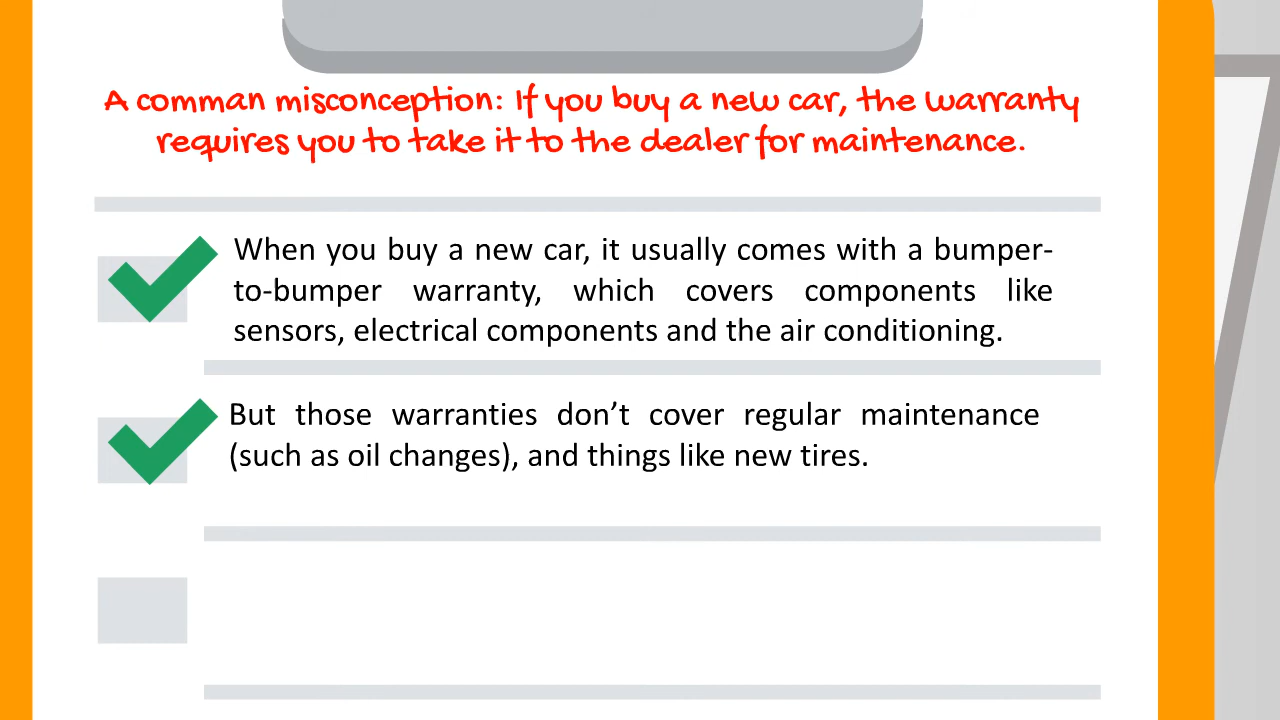 A comman misconception: If you buy a new car, the warranty
requires you to take it to the dealer for maintenance.
When you buy a new car, it usually comes with a bumper-
to-bumper warranty, which covers components like
sensors, electrical components and the air conditioning.
But those warranties don’t cover regular maintenance
(such as oil changes), and things like new tires.